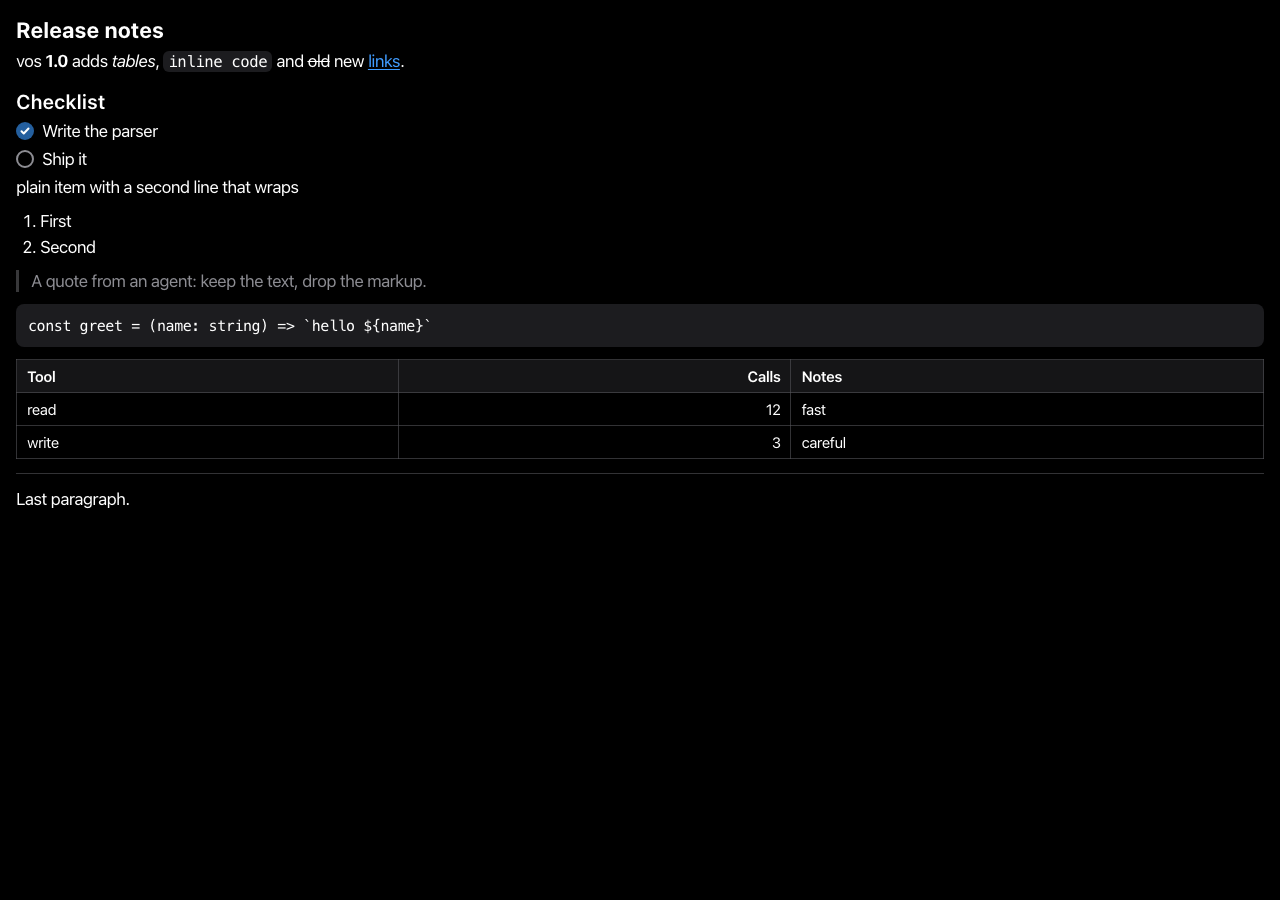 Release notes
vos 1.0 adds tables, inline code and old new links.
Checklist
Write the parser
Ship it
plain item with a second line that wraps
1. First
2. Second
A quote from an agent: keep the text, drop the markup.
const greet = (name: string) => `hello ${name}`
Tool Calls Notes
read 12 fast
write 3 careful
Last paragraph.